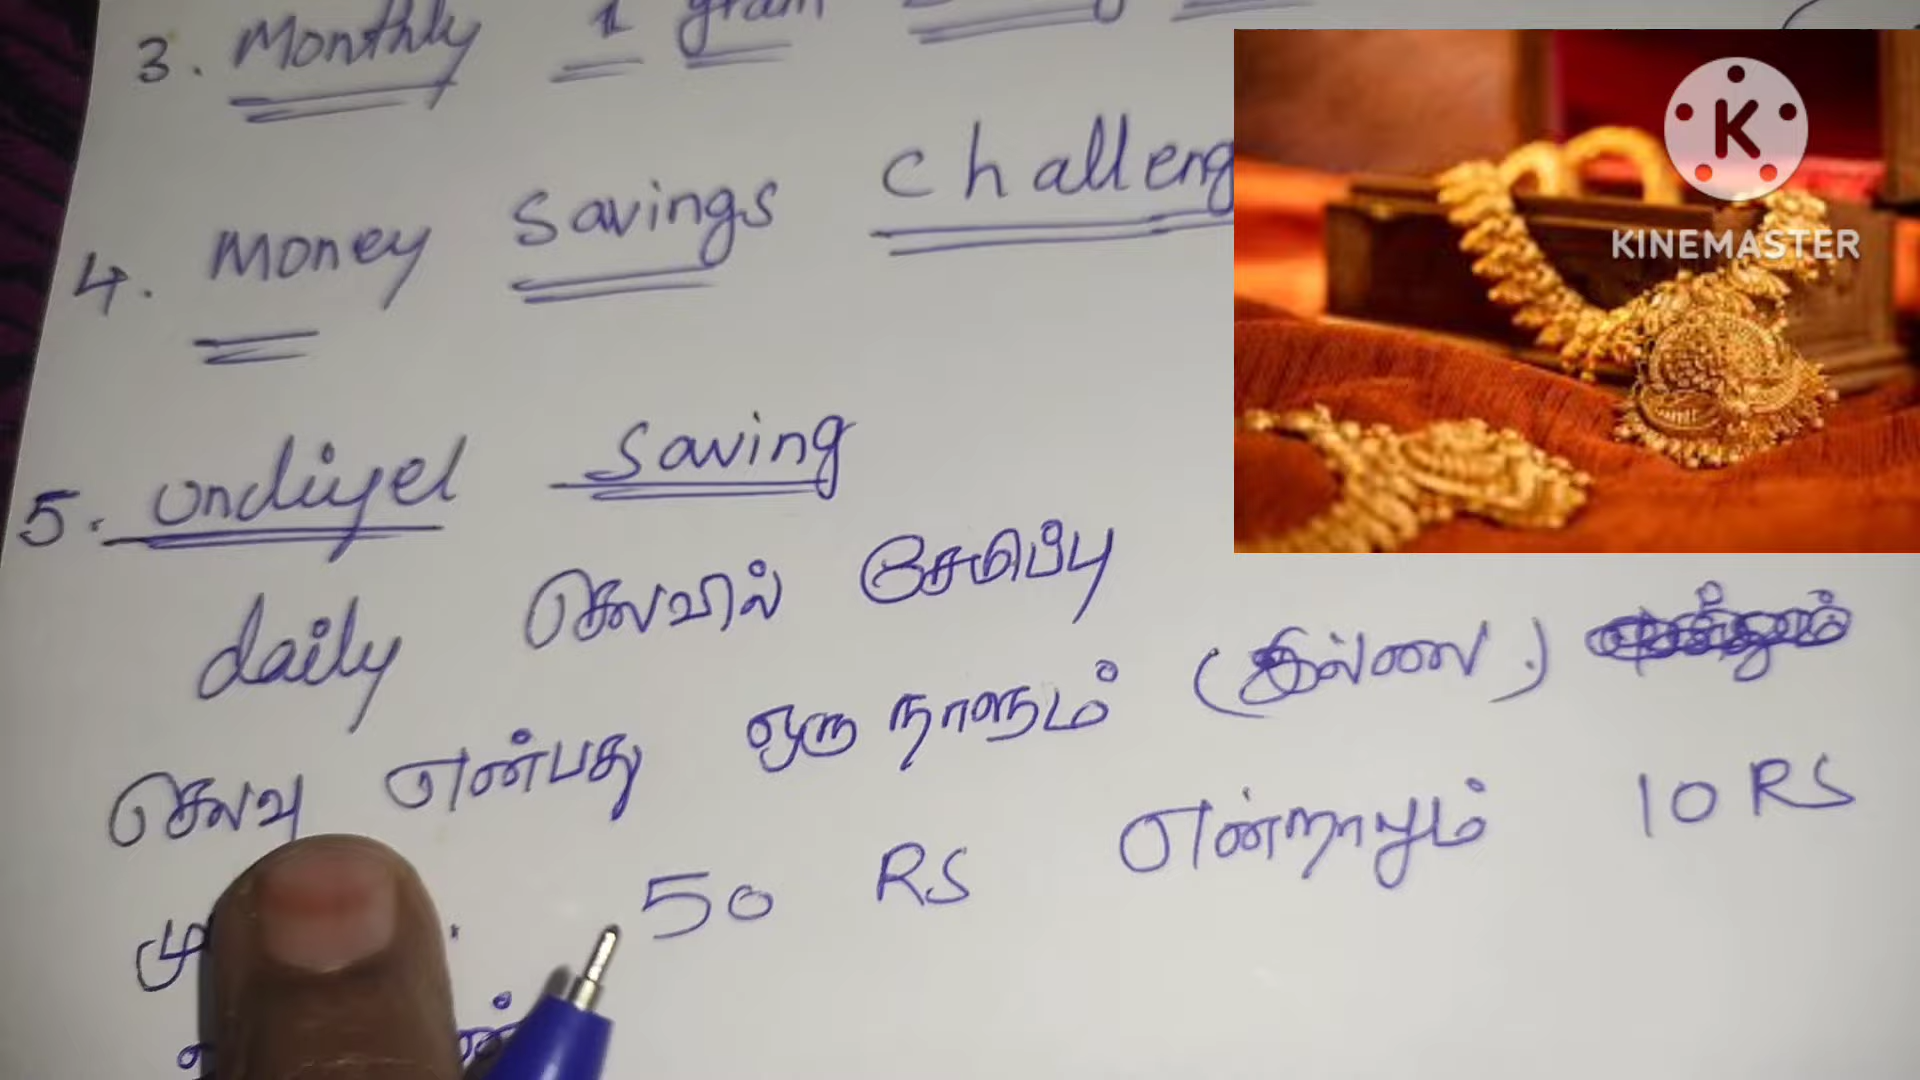 3. Monthly 1 gram
4. Money Savings Challeng
5. Undiyel Saving
daily செலவில் சேமிப்பு
செலவு என்பது ஒரு நாளும் (இல்லை.)
50 RS என்றாலும் 10 RS
KINEMASTER